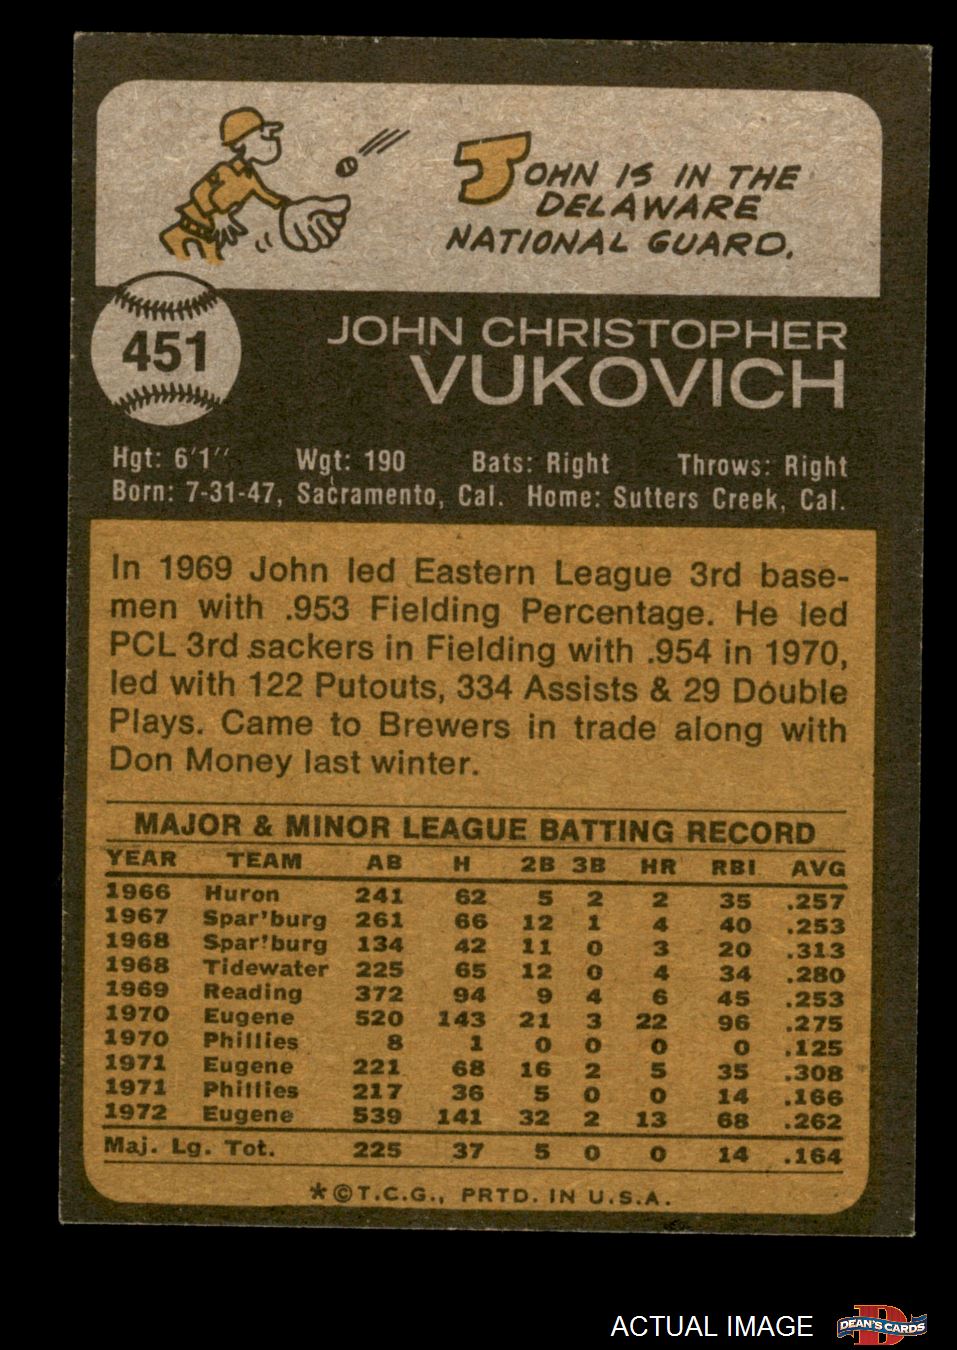 JOHN IS IN THE
DELAWARE
NATIONAL GUARD.
451
JOHN CHRISTOPHER
VUKOVICH
Hgt: 6'1" Wgt: 190 Bats: Right Throws: Right
Born: 7-31-47, Sacramento, Cal. Home: Sutters Creek, Cal.
In 1969 John led Eastern League 3rd base-
men with .953 Fielding Percentage. He led
PCL 3rd sackers in Fielding with .954 in 1970,
led with 122 Putouts, 334 Assists & 29 Double
Plays. Came to Brewers in trade along with
Don Money last winter.
MAJOR & MINOR LEAGUE BATTING RECORD
YEAR TEAM AB H 2B 3B HR RBI AVG
1966 Huron 241 62 5 2 2 35 .257
1967 Spar'burg 261 66 12 1 4 40 .253
1968 Spar'burg 134 42 11 0 3 20 .313
1968 Tidewater 225 65 12 0 4 34 .280
1969 Reading 372 94 9 4 6 45 .253
1970 Eugene 520 143 21 3 22 96 .275
1970 Phillies 8 1 0 0 0 0 .125
1971 Eugene 221 68 16 2 5 35 .308
1971 Phillies 217 36 5 0 0 14 .166
1972 Eugene 539 141 32 2 13 68 .262
Maj. Lg. Tot. 225 37 5 0 0 14 .164
*©T.C.G., PRTD. IN U.S.A.
ACTUAL IMAGE
D
DEAN'S CARDS